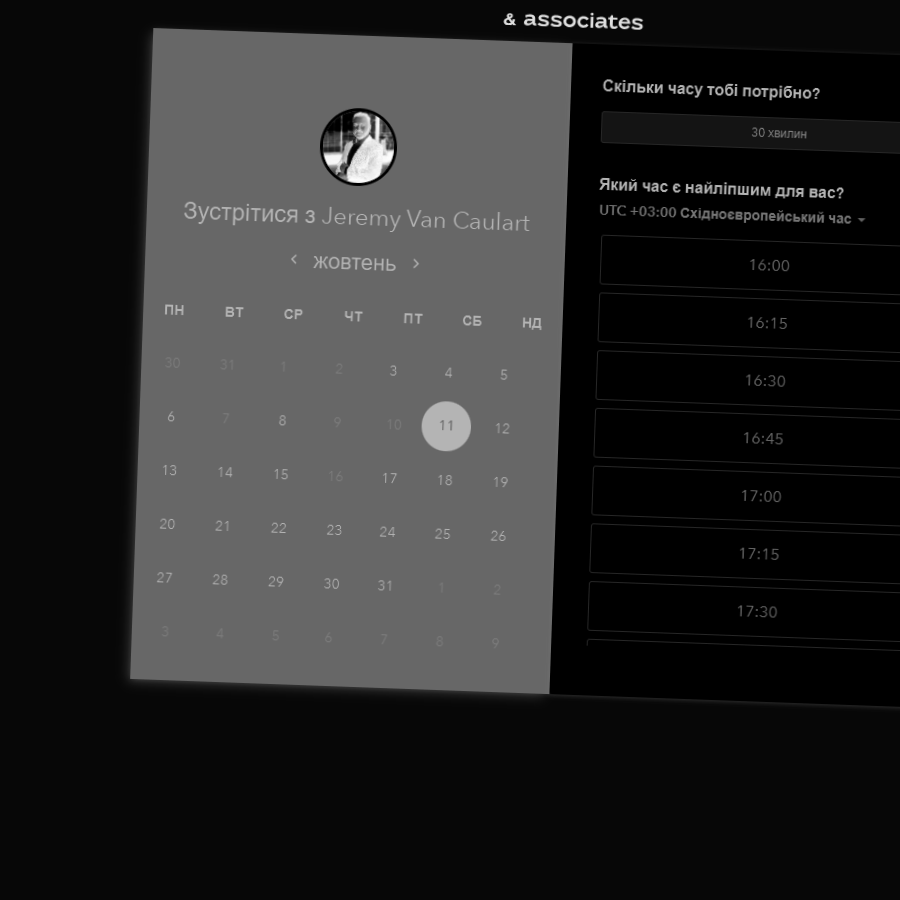 & associates
Зустрітися з Jeremy Van Caulart
жовтень
ПН ВТ СР ЧТ ПТ СБ НД
30 31 1 2 3 4 5
6 7 8 9 10 11 12
13 14 15 16 17 18 19
20 21 22 23 24 25 26
27 28 29 30 31 1 2
3 4 5 6 7 8 9
Скільки часу тобі потрібно?
30 хвилин
Який час є найліпшим для вас?
UTC +03:00 Східноєвропейський час
16:00
16:15
16:30
16:45
17:00
17:15
17:30